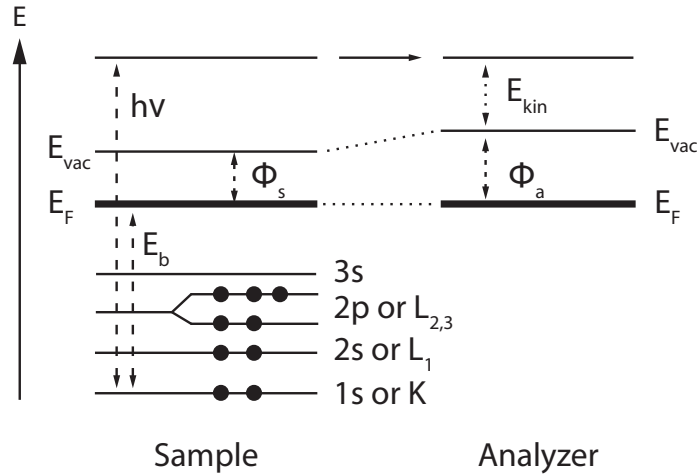 E
hν
E_kin
E_vac
E_vac
Φ_s
Φ_a
E_F
E_F
E_b
3s
2p or L_2,3
2s or L_1
1s or K
Sample
Analyzer